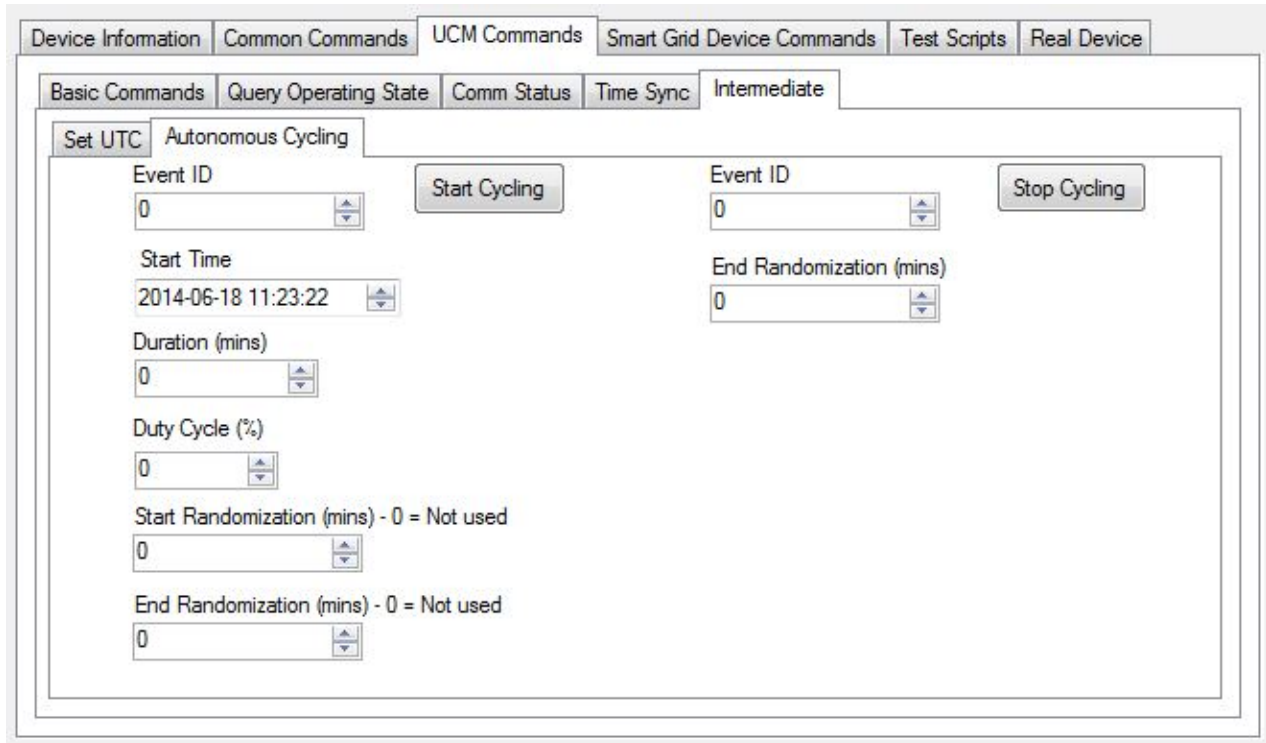 Device Information Common Commands UCM Commands Smart Grid Device Commands Test Scripts Real Device
Basic Commands Query Operating State Comm Status Time Sync Intermediate
Set UTC Autonomous Cycling
Event ID
0
Start Cycling
Start Time
2014-06-18 11:23:22
Duration (mins)
0
Duty Cycle (%)
0
Start Randomization (mins) - 0 = Not used
0
End Randomization (mins) - 0 = Not used
0
Event ID
0
Stop Cycling
End Randomization (mins)
0